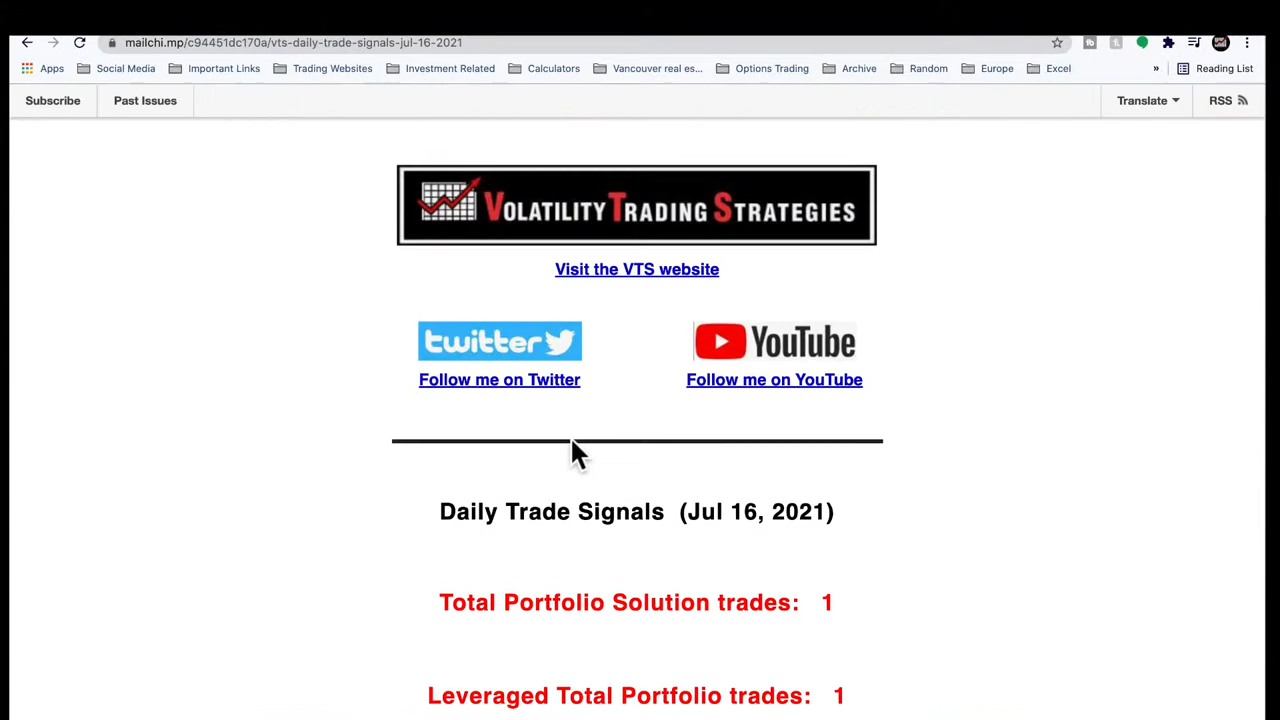 mailchi.mp/c94451dc170a/vts-daily-trade-signals-jul-16-2021
Apps Social Media Important Links Trading Websites Investment Related Calculators Vancouver real es... Options Trading Archive Random Europe Excel » Reading List
Subscribe Past Issues Translate RSS
VOLATILITY TRADING STRATEGIES
Visit the VTS website
twitter YouTube
Follow me on Twitter Follow me on YouTube
Daily Trade Signals (Jul 16, 2021)
Total Portfolio Solution trades: 1
Leveraged Total Portfolio trades: 1